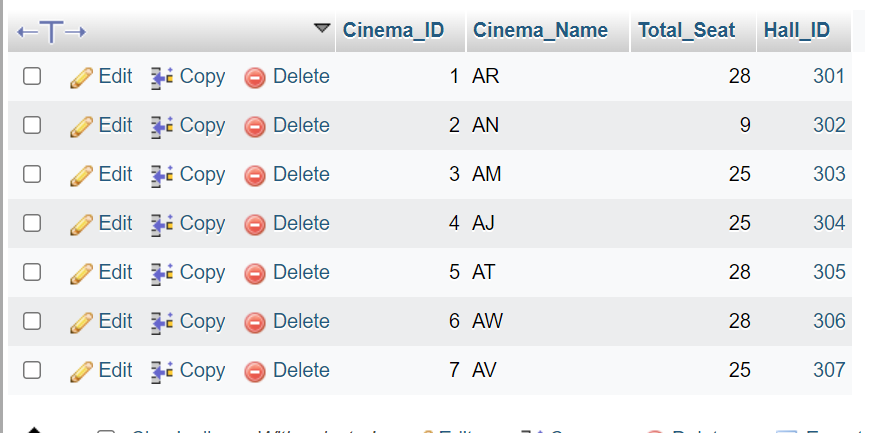 ←T→ Cinema_ID Cinema_Name Total_Seat Hall_ID
Edit Copy Delete 1 AR 28 301
Edit Copy Delete 2 AN 9 302
Edit Copy Delete 3 AM 25 303
Edit Copy Delete 4 AJ 25 304
Edit Copy Delete 5 AT 28 305
Edit Copy Delete 6 AW 28 306
Edit Copy Delete 7 AV 25 307